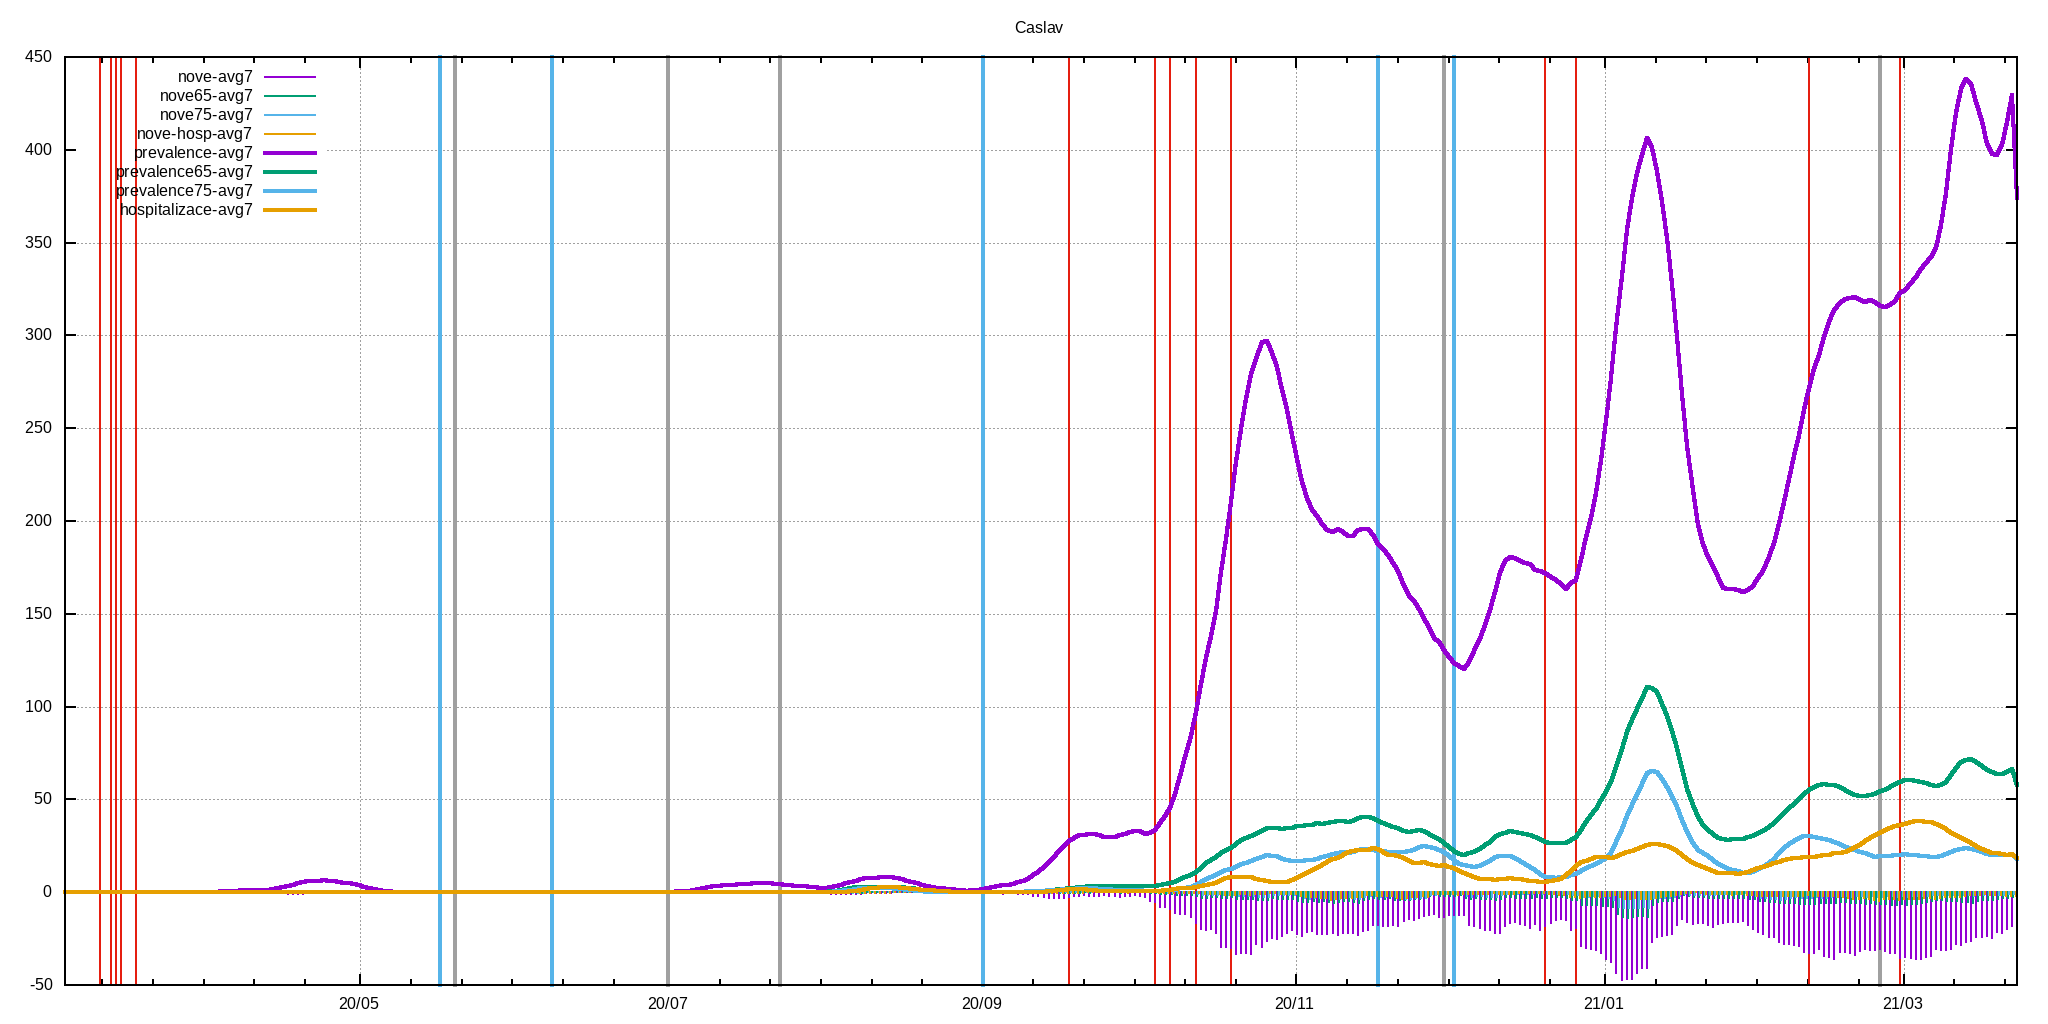 Caslav
450
400
350
300
250
200
150
100
50
0
-50
nove-avg7
nove65-avg7
nove75-avg7
nove-hosp-avg7
prevalence-avg7
prevalence65-avg7
prevalence75-avg7
hospitalizace-avg7
20/05 20/07 20/09 20/11 21/01 21/03